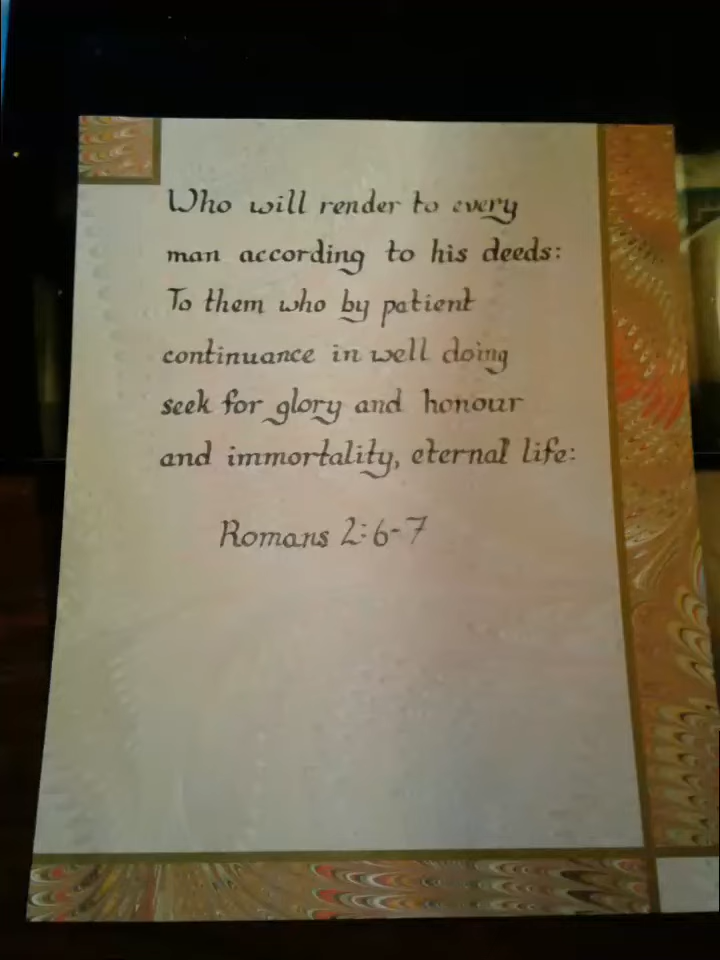 Who will render to every
man according to his deeds:
To them who by patient
continuance in well doing
seek for glory and honour
and immortality, eternal life:
Romans 2:6-7